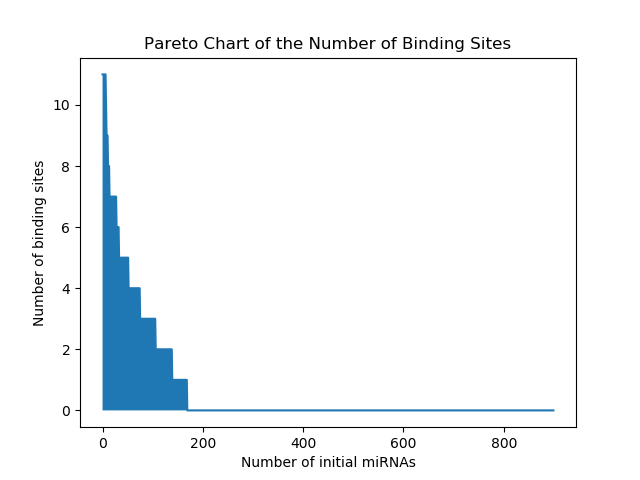 Pareto Chart of the Number of Binding Sites
Number of binding sites
10
8
6
4
2
0
0 200 400 600 800
Number of initial miRNAs